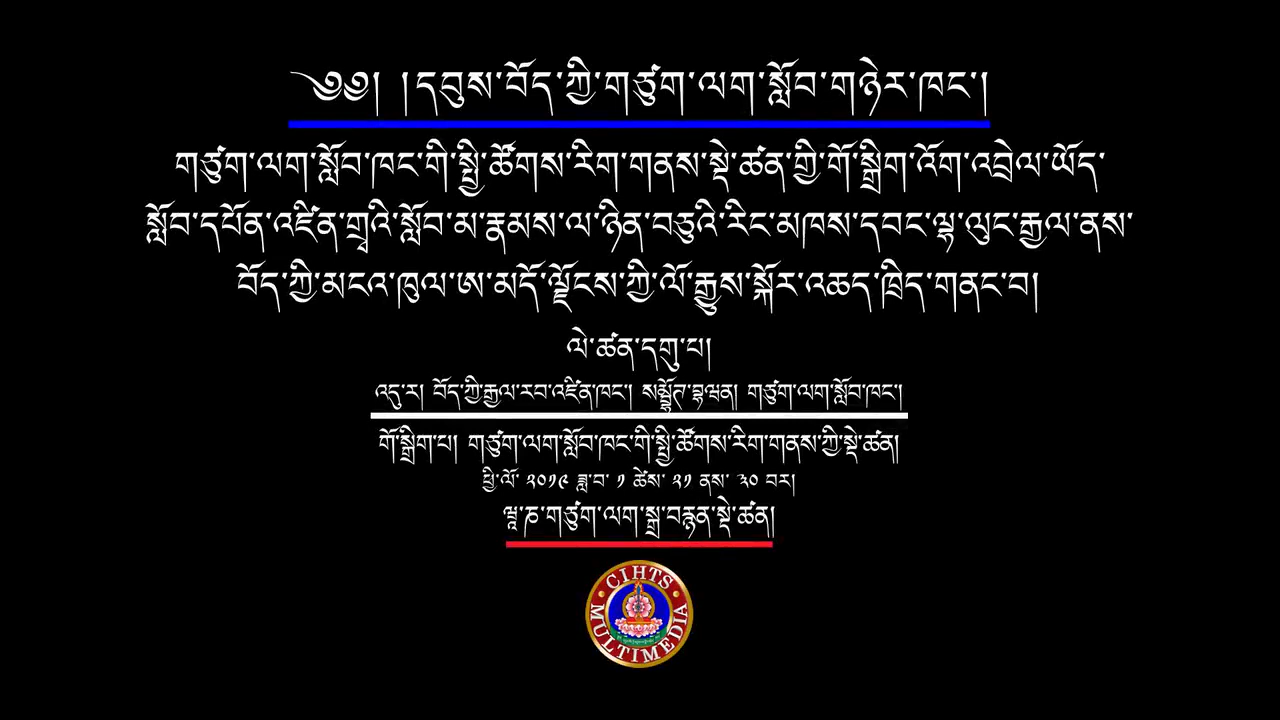 ༄༅། །དབུས་བོད་ཀྱི་གཙུག་ལག་སློབ་གཉེར་ཁང་།
གཙུག་ལག་སློབ་ཁང་གི་སྤྱི་ཚོགས་རིག་གནས་སྡེ་ཚན་གྱི་གོ་སྒྲིག་འོག་འབྲེལ་ཡོད་
སློབ་དཔོན་འཛིན་གྲྭའི་སློབ་མ་རྣམས་ལ་ཉིན་བཅུའི་རིང་མཁས་དབང་ལྷ་ལུང་རྒྱལ་ནས་
བོད་ཀྱི་མངའ་ཁུལ་ཨ་མདོ་ལྗོངས་ཀྱི་ལོ་རྒྱུས་སྐོར་འཆད་ཁྲིད་གནང་བ།
ལེ་ཚན་དགུ་པ།
འདུ་ར། བོད་ཀྱི་རྒྱལ་རབ་འཛིན་ཁང་། གཙུག་ལག་སློབ་ཁང་།
གོ་སྒྲིག་པ། གཙུག་ལག་སློབ་ཁང་གི་སྤྱི་ཚོགས་རིག་གནས་ཀྱི་སྡེ་ཚན།
ཕྱི་ལོ་ ༢༠༡༩ ཟླ་བ་ ༡ ཚེས་ ༢༡ ནས་ ༣༠ བར།
ཝཱ་ཎ་གཙུག་ལག་སྒྲ་བརྙན་སྡེ་ཚན།
CIHTS
MULTIMEDIA